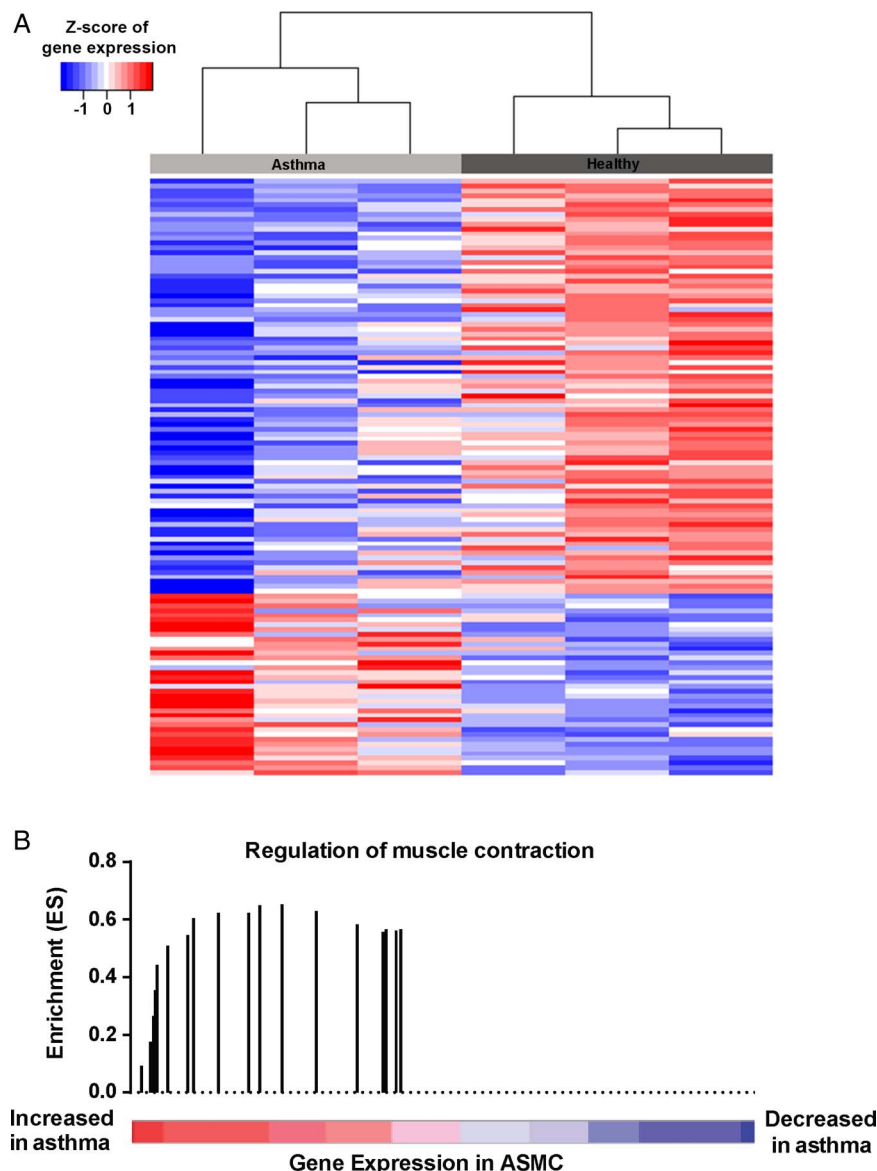 A
Z-score of
gene expression
-1 0 1
Asthma Healthy
B
Regulation of muscle contraction
Enrichment (ES)
0.8
0.6
0.4
0.2
0.0
Increased
in asthma
Decreased
in asthma
Gene Expression in ASMC